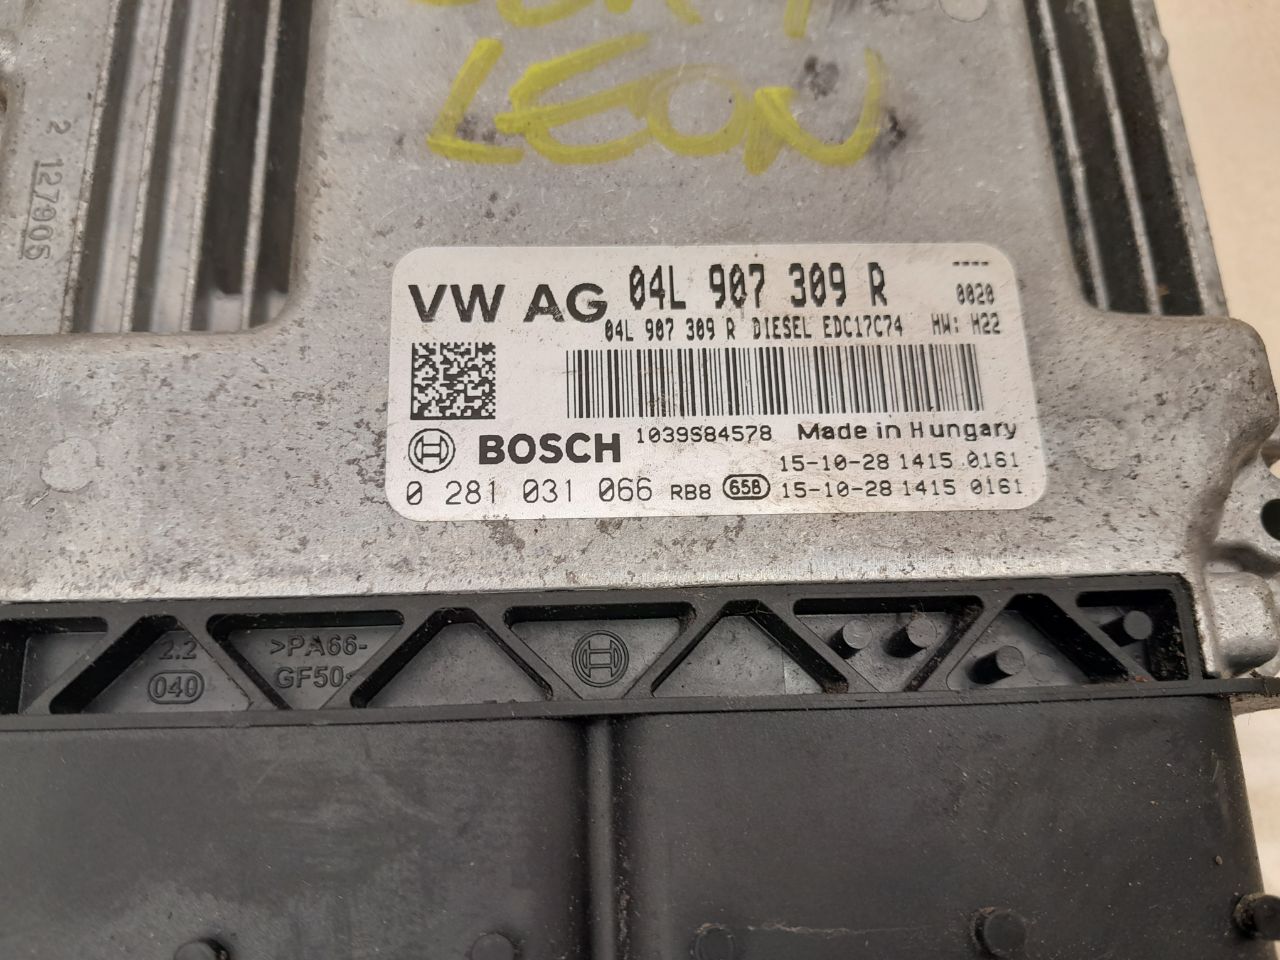 LEON
2 127906
VW AG 04L 907 309 R ----
0020
04L 907 309 R DIESEL EDC17C74 HW: H22
BOSCH 1039S84578 Made in Hungary
15-10-28 1415 0161
0 281 031 066 RB8 65B 15-10-28 1415 0161
2.2 >PA66-
040 GF50<